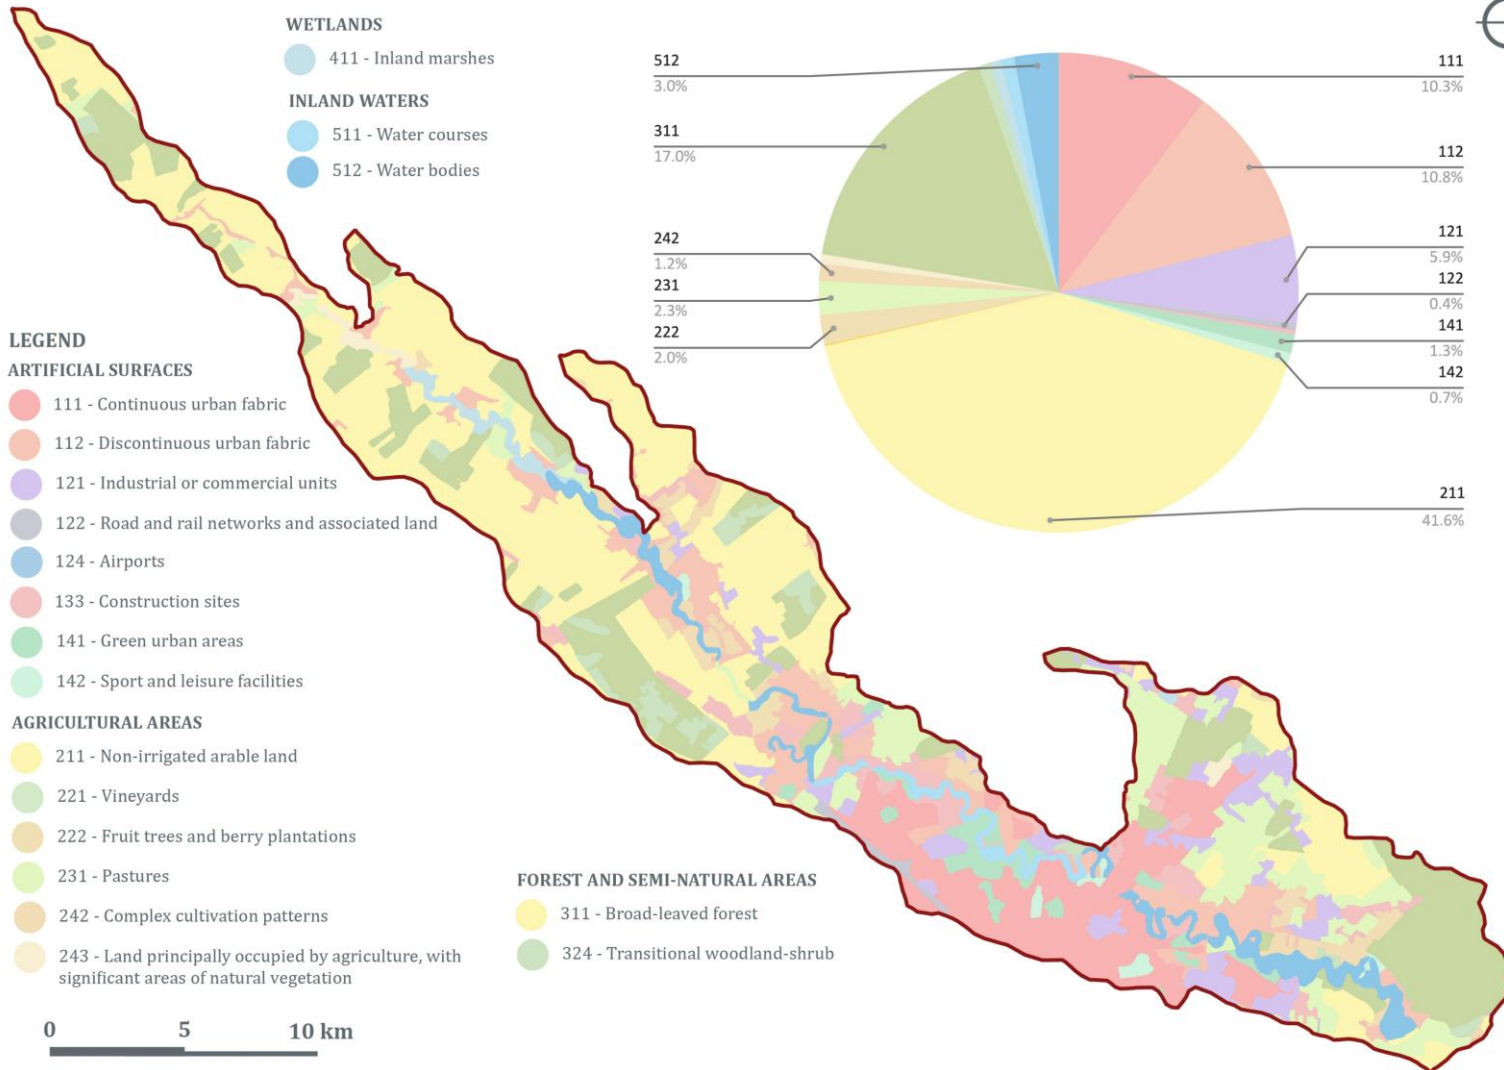 WETLANDS
411 - Inland marshes
INLAND WATERS
511 - Water courses
512 - Water bodies
512
3.0%
311
17.0%
242
1.2%
231
2.3%
222
2.0%
111
10.3%
112
10.8%
121
5.9%
122
0.4%
141
1.3%
142
0.7%
211
41.6%
LEGEND
ARTIFICIAL SURFACES
111 - Continuous urban fabric
112 - Discontinuous urban fabric
121 - Industrial or commercial units
122 - Road and rail networks and associated land
124 - Airports
133 - Construction sites
141 - Green urban areas
142 - Sport and leisure facilities
AGRICULTURAL AREAS
211 - Non-irrigated arable land
221 - Vineyards
222 - Fruit trees and berry plantations
231 - Pastures
242 - Complex cultivation patterns
243 - Land principally occupied by agriculture, with
significant areas of natural vegetation
FOREST AND SEMI-NATURAL AREAS
311 - Broad-leaved forest
324 - Transitional woodland-shrub
0 5 10 km